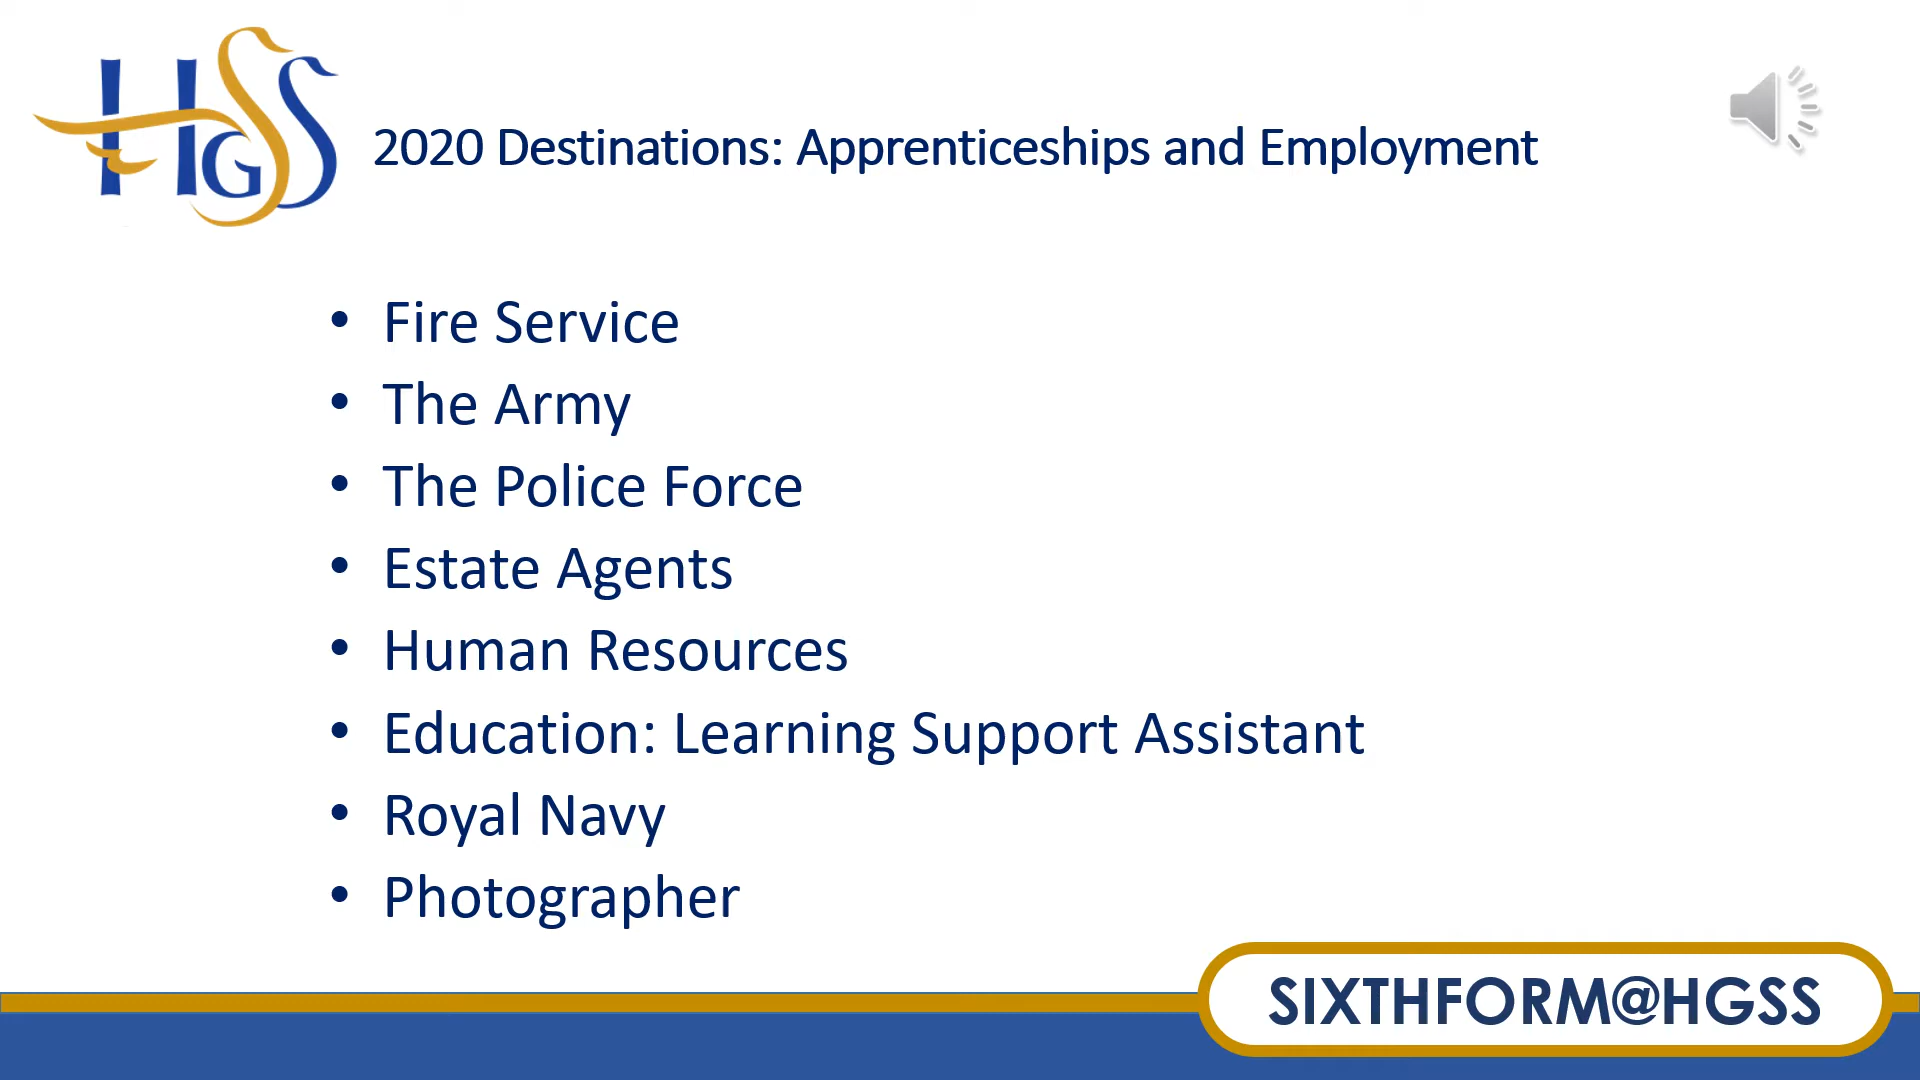 HGSS
2020 Destinations: Apprenticeships and Employment
• Fire Service
• The Army
• The Police Force
• Estate Agents
• Human Resources
• Education: Learning Support Assistant
• Royal Navy
• Photographer
SIXTHFORM@HGSS